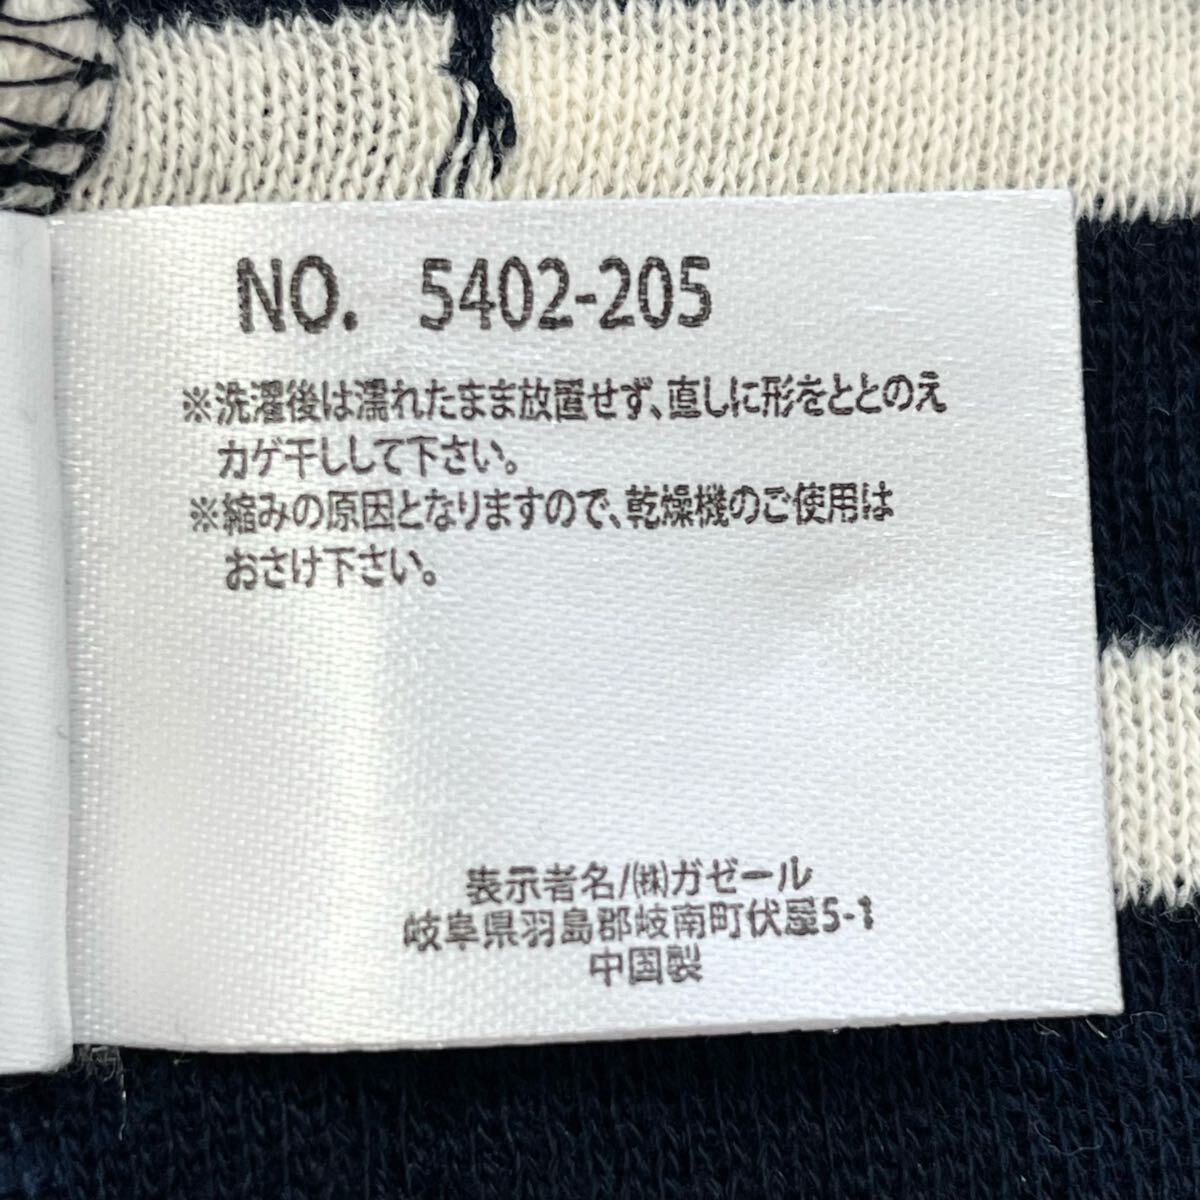 NO. 5402-205
※洗濯後は濡れたまま放置せず、直しに形をととのえ
カゲ干しして下さい。
※縮みの原因となりますので、乾燥機のご使用は
おさけ下さい。
表示者名/㈱ガゼール
岐阜県羽島郡岐南町伏屋5-1
中国製